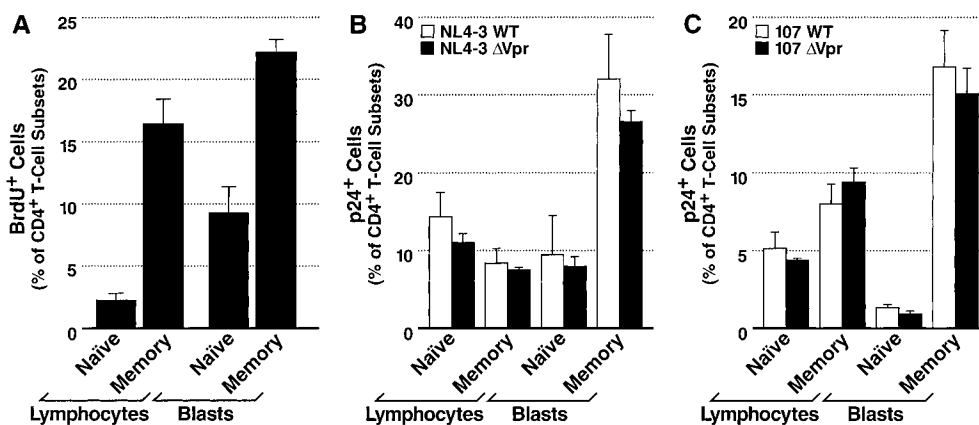 A
BrdU+ Cells
(% of CD4+ T-Cell Subsets)
25
20
15
10
5
0
Naïve
Memory
Naïve
Memory
Lymphocytes
Blasts
B
NL4-3 WT
NL4-3 ΔVpr
p24+ Cells
(% of CD4+ T-Cell Subsets)
40
30
20
10
0
Naïve
Memory
Naïve
Memory
Lymphocytes
Blasts
C
107 WT
107 ΔVpr
p24+ Cells
(% of CD4+ T-Cell Subsets)
20
15
10
5
0
Naïve
Memory
Naïve
Memory
Lymphocytes
Blasts